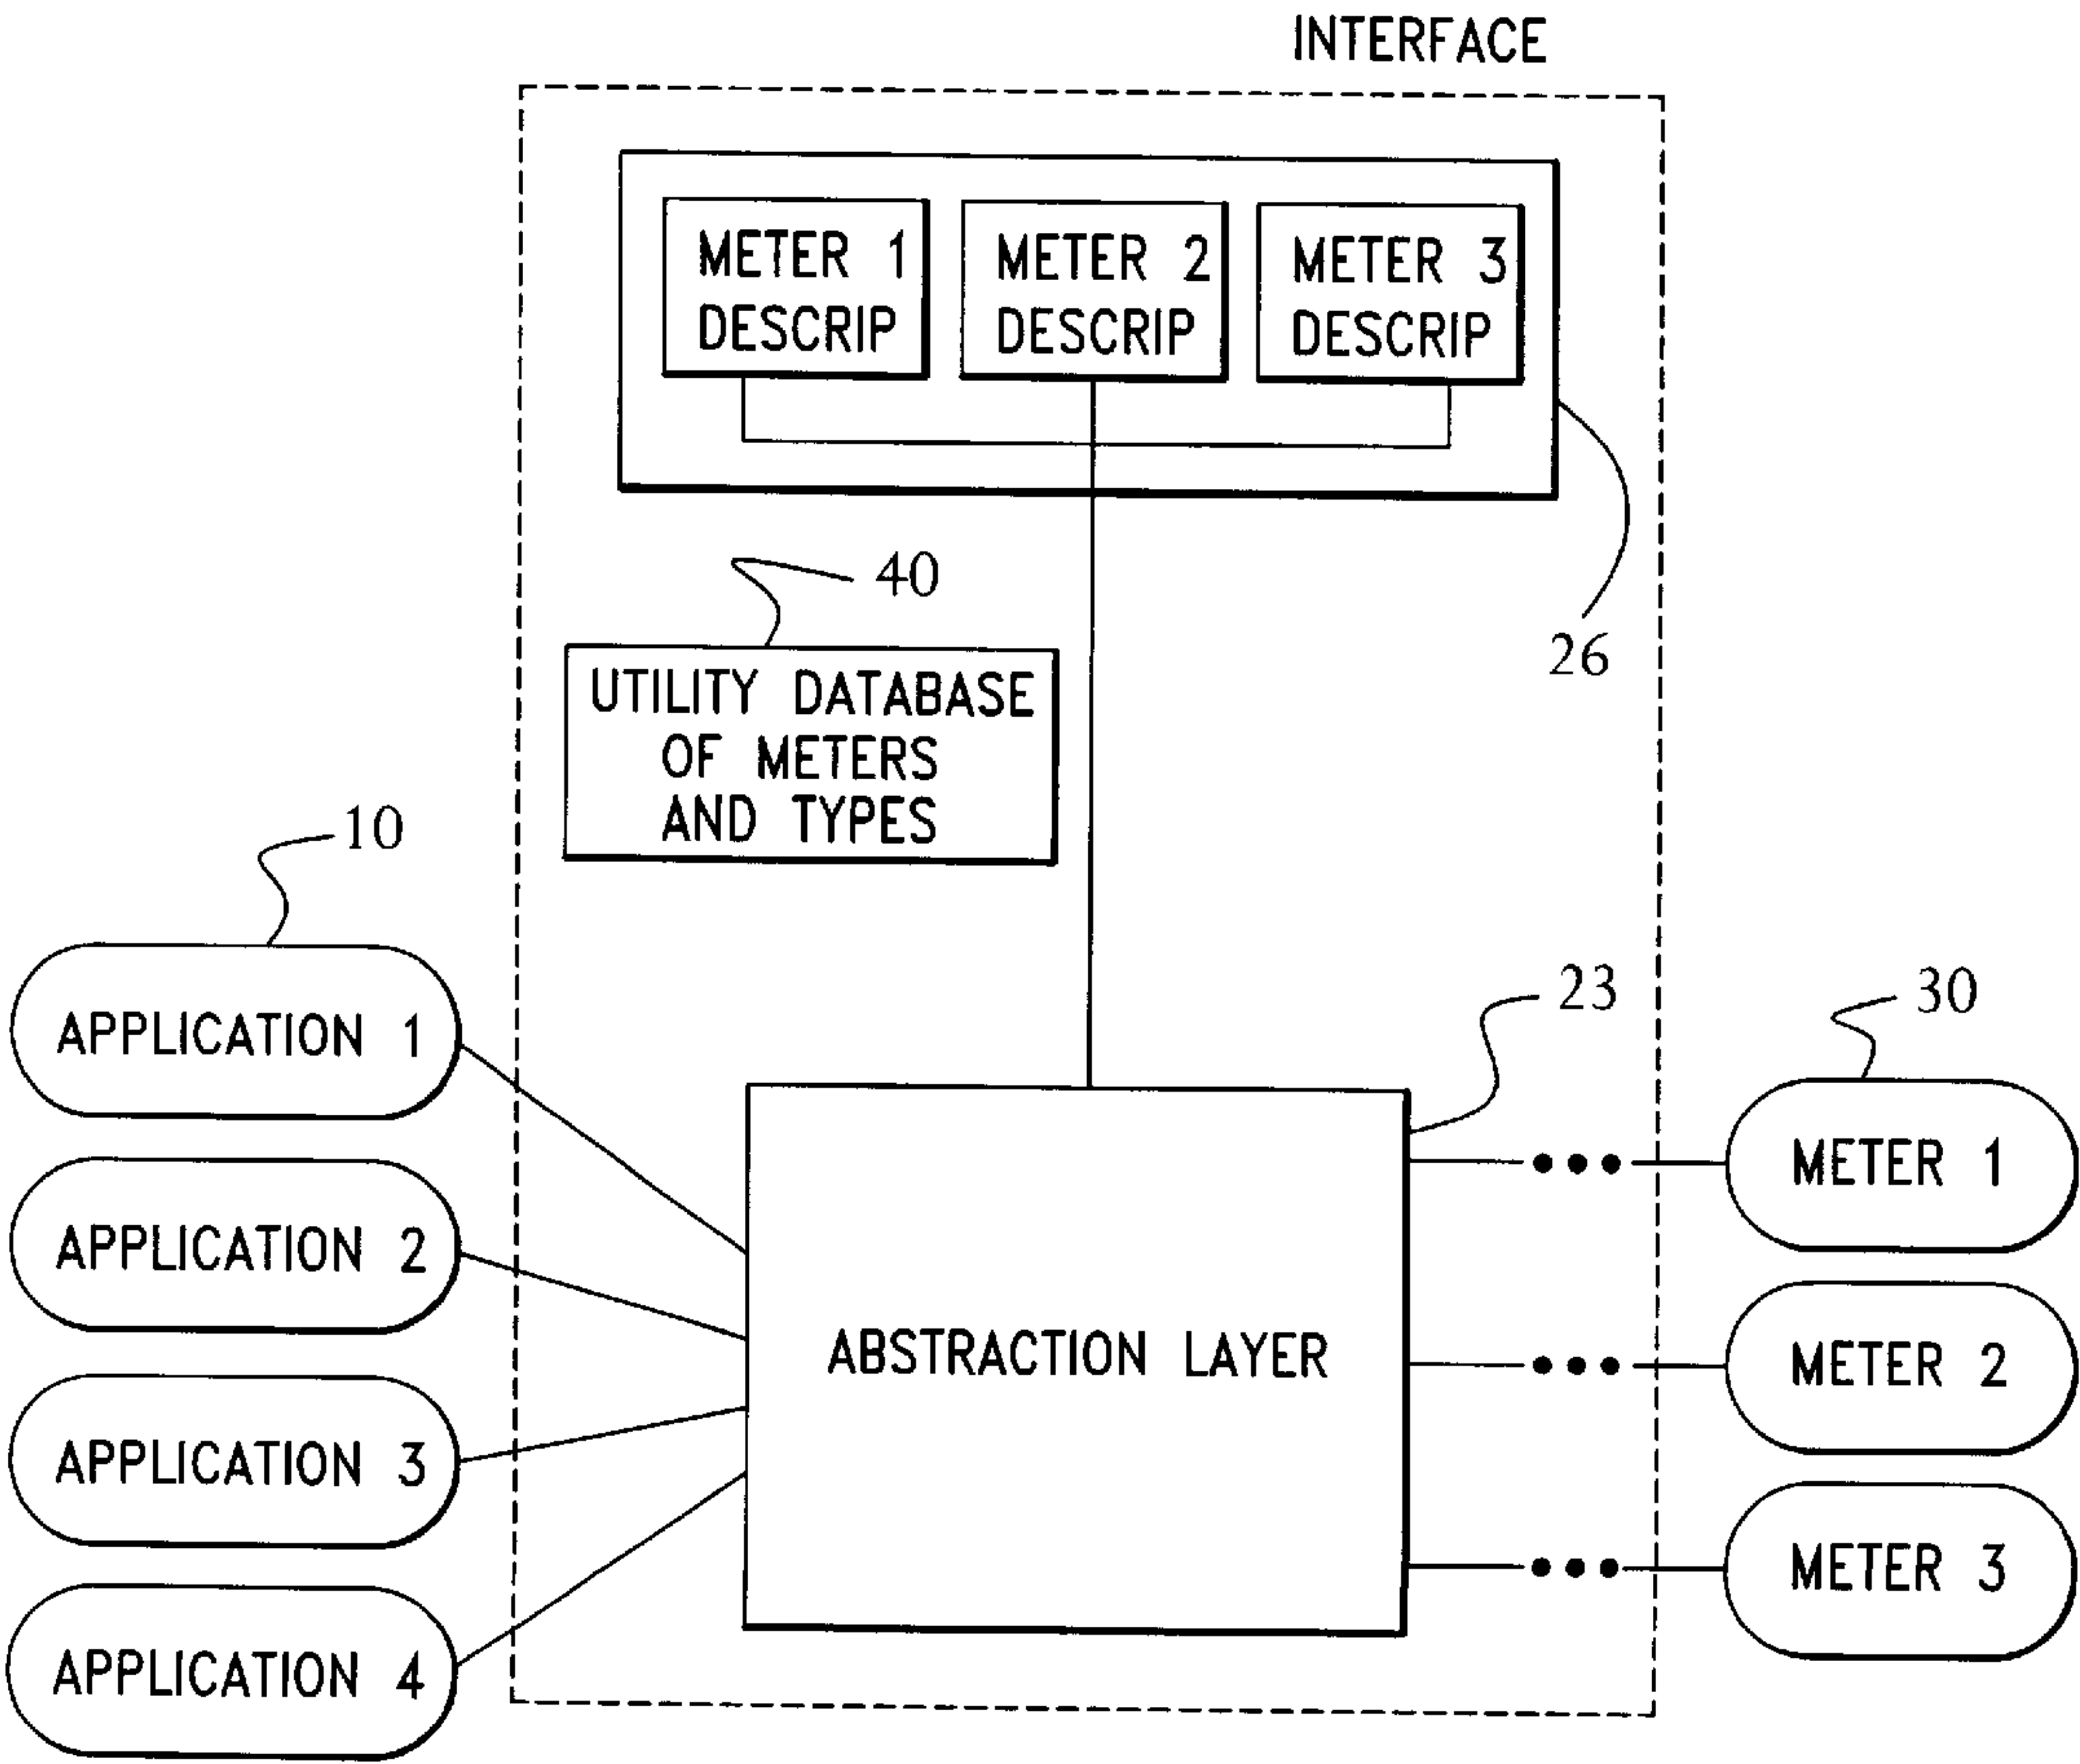 INTERFACE
METER 1
DESCRIP
METER 2
DESCRIP
METER 3
DESCRIP
26
40
UTILITY DATABASE
OF METERS
AND TYPES
10
APPLICATION 1
APPLICATION 2
APPLICATION 3
APPLICATION 4
ABSTRACTION LAYER
23
30
METER 1
METER 2
METER 3